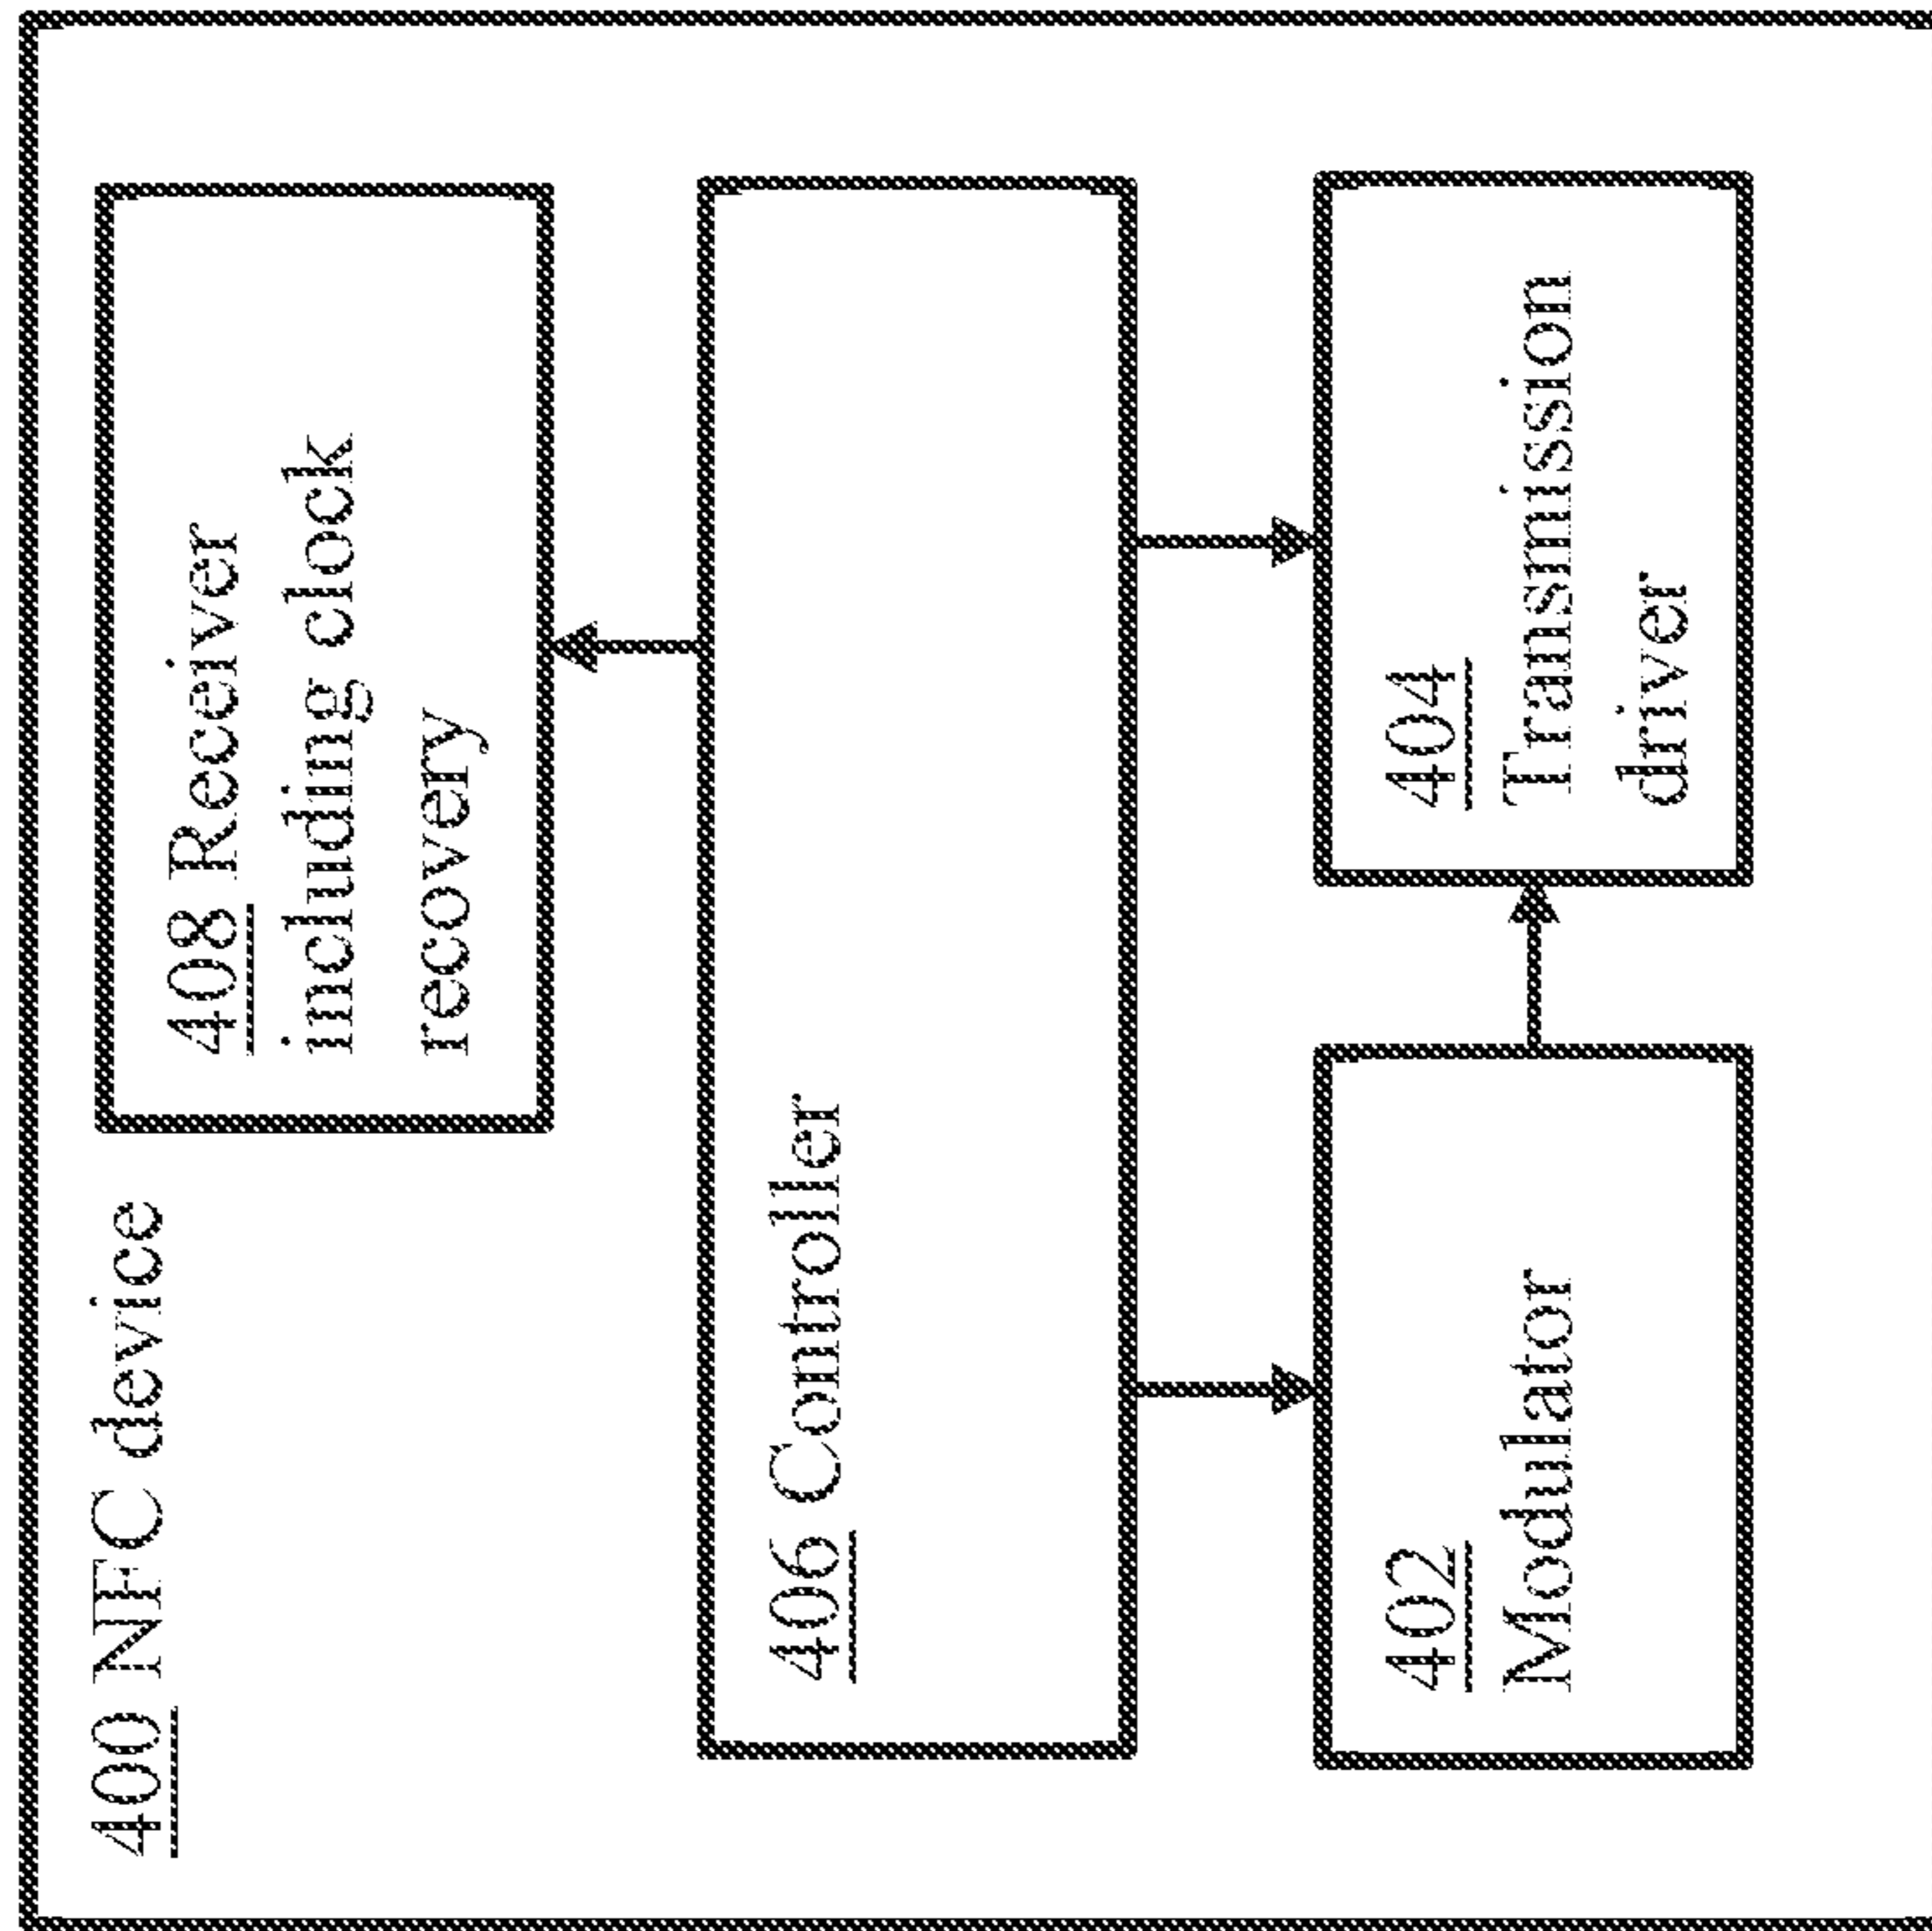 400 NFC device
408 Receiver
including clock
recovery
406 Controller
402
Modulator
404
Transmission
driver